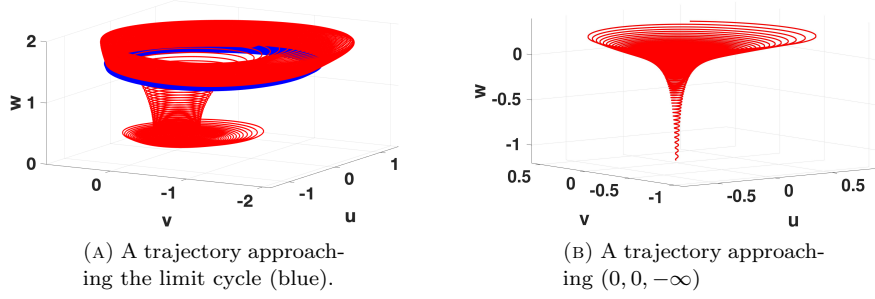 2
1
0
w
0
-1
-2
v
-1
0
1
u
(A) A trajectory approach-
ing the limit cycle (blue).
0
-0.5
-1
w
0.5
0
-0.5
-1
v
-0.5
0
0.5
u
(B) A trajectory approach-
ing (0, 0, −∞)